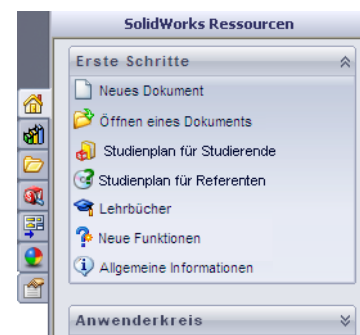 SolidWorks Ressourcen
Erste Schritte
Neues Dokument
Öffnen eines Dokuments
Studienplan für Studierende
Studienplan für Referenten
Lehrbücher
Neue Funktionen
Allgemeine Informationen
Anwenderkreis